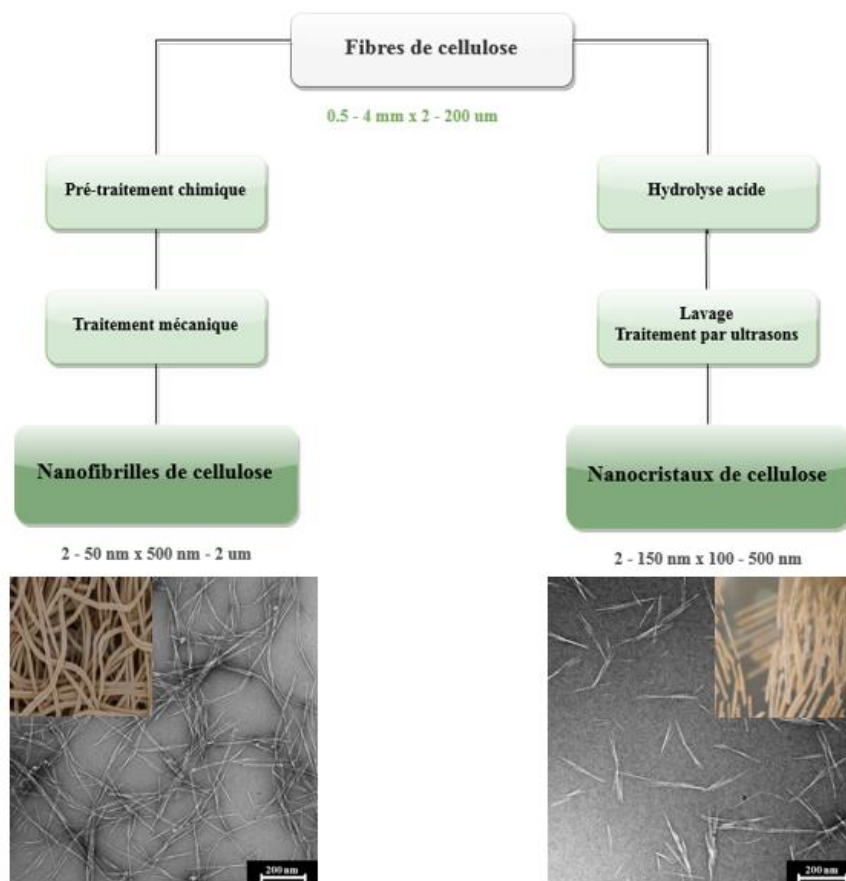 Fibres de cellulose
0.5 - 4 mm x 2 - 200 um
Pré-traitement chimique
Hydrolyse acide
Traitement mécanique
Lavage
Traitement par ultrasons
Nanofibrilles de cellulose
Nanocristaux de cellulose
2 - 50 nm x 500 nm - 2 um
2 - 150 nm x 100 - 500 nm
200 nm
200 nm